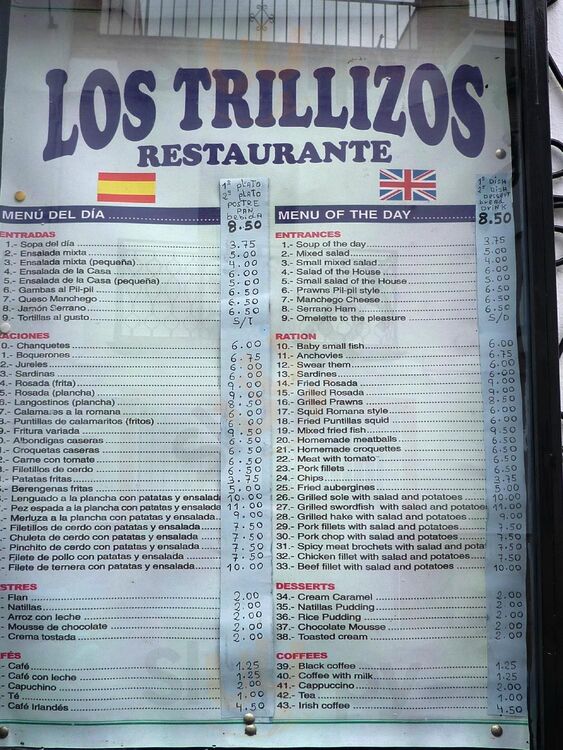 LOS TRILLIZOS
RESTAURANTE
1º PLATO
2º PLATO
POSTRE
PAN
bebida
MENÚ DEL DÍA 8.50
ENTRADAS
1.- Sopa del día 3.75
2.- Ensalada mixta 5.00
3.- Ensalada mixta (pequeña) 4.00
4.- Ensalada de la Casa 6.00
5.- Ensalada de la Casa (pequeña) 5.00
6.- Gambas al Pil-pil 6.50
7.- Queso Manchego 6.50
8.- Jamón Serrano 6.50
9.- Tortillas al gusto S/T
ACIONES
0.- Chanquetes 6.00
1.- Boquerones 6.75
2.- Jureles 6.00
3.- Sardinas 6.00
4.- Rosada (frita) 9.00
5.- Rosada (plancha) 9.00
6.- Langostinos (plancha) 8.50
7.- Calamares a la romana 6.00
8.- Puntillas de calamaritos (fritos) 6.00
9.- Fritura variada 9.50
0.- Albondigas caseras 6.50
1.- Croquetas caseras 6.50
2.- Carne con tomate 6.50
3.- Filetillos de cerdo 6.50
4.- Patatas fritas 3.75
.- Berengenas fritas 5.00
.- Lenguado a la plancha con patatas y ensalada 10.00
.- Pez espada a la plancha con patatas y ensalada 11.00
.- Merluza a la plancha con patatas y ensalada 9.00
.- Filetillos de cerdo con patatas y ensalada 7.50
.- Chuleta de cerdo con patatas y ensalada 7.50
.- Pinchito de cerdo con patatas y ensalada 7.50
.- Filete de pollo con patatas y ensalada 7.50
.- Filete de ternera con patatas y ensalada 10.00
STRES
.- Flan 2.00
.- Natillas 2.00
.- Arroz con leche 2.00
.- Mousse de chocolate 2.00
.- Crema tostada 2.00
FÉS
.- Café 1.25
.- Café con leche 1.25
.- Capuchino 2.00
.- Té 1.00
.- Café Irlandés 4.50
1º DISH
2º DISH
DESSERT
bread
DRINK
MENU OF THE DAY 8.50
ENTRANCES
1.- Soup of the day 3.75
2.- Mixed salad 5.00
3.- Small mixed salad 4.00
4.- Salad of the House 6.00
5.- Small salad of the House 5.00
6.- Prawns Pil-pil style 6.50
7.- Manchego Cheese 6.50
8.- Serrano Ham 6.50
9.- Omelette to the pleasure S/D
RATION
10.- Baby small fish 6.00
11.- Anchovies 6.75
12.- Swear them 6.00
13.- Sardines 6.00
14.- Fried Rosada 9.00
15.- Grilled Rosada 9.00
16.- Grilled Prawns 8.50
17.- Squid Romana style 6.00
18.- Fried Puntillas squid 6.00
19.- Mixed fried fish 9.50
20.- Homemade meatballs 6.50
21.- Homemade croquettes 6.50
22.- Meat with tomato 6.50
23.- Pork fillets 6.50
24.- Chips 3.75
25.- Fried aubergines 5.00
26.- Grilled sole with salad and potatoes 10.00
27.- Grilled swordfish with salad and potatoes 11.00
28.- Grilled hake with salad and potatoes 9.00
29.- Pork fillets with salad and potatoes 7.50
30.- Pork chop with salad and potatoes 7.50
31.- Spicy meat brochets with salad and potat 7.50
32.- Chicken fillet with salad and potatoes 7.50
33.- Beef fillet with salad and potatoes 10.00
DESSERTS
34.- Cream Caramel 2.00
35.- Natillas Pudding 2.00
36.- Rice Pudding 2.00
37.- Chocolate Mousse 2.00
38.- Toasted cream 2.00
COFFEES
39.- Black coffee 1.25
40.- Coffee with milk 1.25
41.- Cappuccino 2.00
42.- Tea 1.00
43.- Irish coffee 4.50